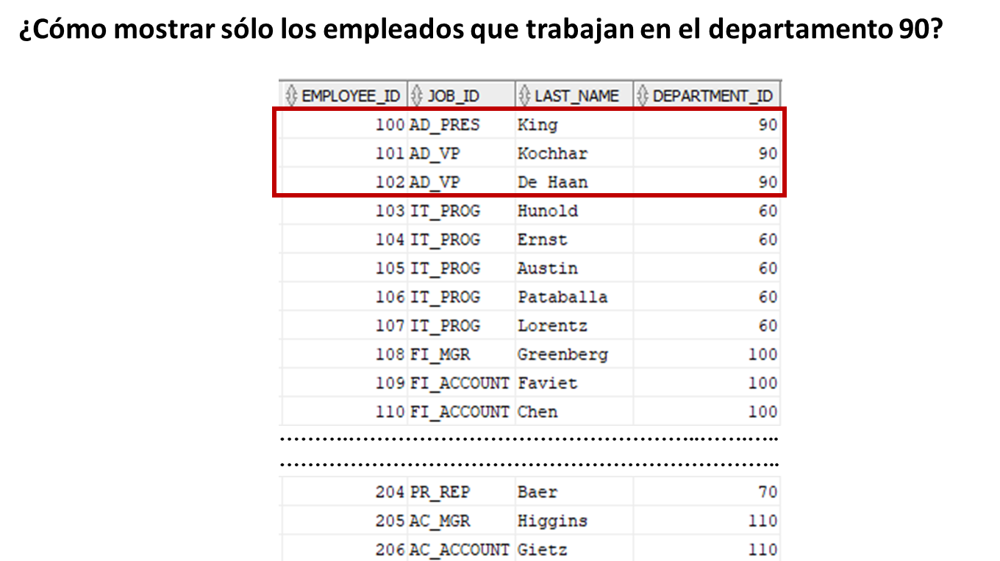 ¿Cómo mostrar sólo los empleados que trabajan en el departamento 90?
EMPLOYEE_ID JOB_ID LAST_NAME DEPARTMENT_ID
100 AD_PRES King 90
101 AD_VP Kochhar 90
102 AD_VP De Haan 90
103 IT_PROG Hunold 60
104 IT_PROG Ernst 60
105 IT_PROG Austin 60
106 IT_PROG Pataballa 60
107 IT_PROG Lorentz 60
108 FI_MGR Greenberg 100
109 FI_ACCOUNT Faviet 100
110 FI_ACCOUNT Chen 100
204 PR_REP Baer 70
205 AC_MGR Higgins 110
206 AC_ACCOUNT Gietz 110